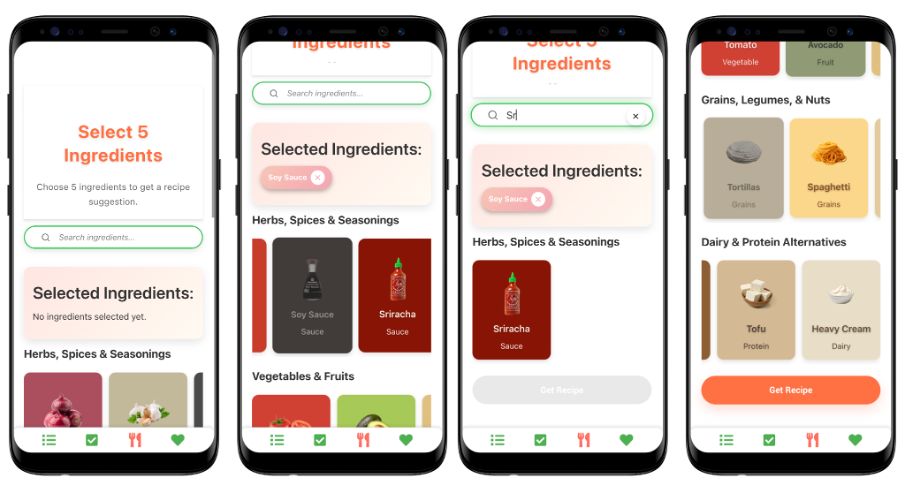 Select 5
Ingredients
Choose 5 ingredients to get a recipe
suggestion.
Search ingredients...
Selected Ingredients:
No ingredients selected yet.
Herbs, Spices & Seasonings
Ingredients
Search ingredients...
Selected Ingredients:
Soy Sauce
Herbs, Spices & Seasonings
Soy Sauce
Sauce
Sriracha
Sauce
Vegetables & Fruits
Select 5
Ingredients
Sr
Selected Ingredients:
Soy Sauce
Herbs, Spices & Seasonings
Sriracha
Sauce
Get Recipe
Tomato
Vegetable
Avocado
Fruit
Grains, Legumes, & Nuts
Tortillas
Grains
Spaghetti
Grains
Dairy & Protein Alternatives
Tofu
Protein
Heavy Cream
Dairy
Get Recipe